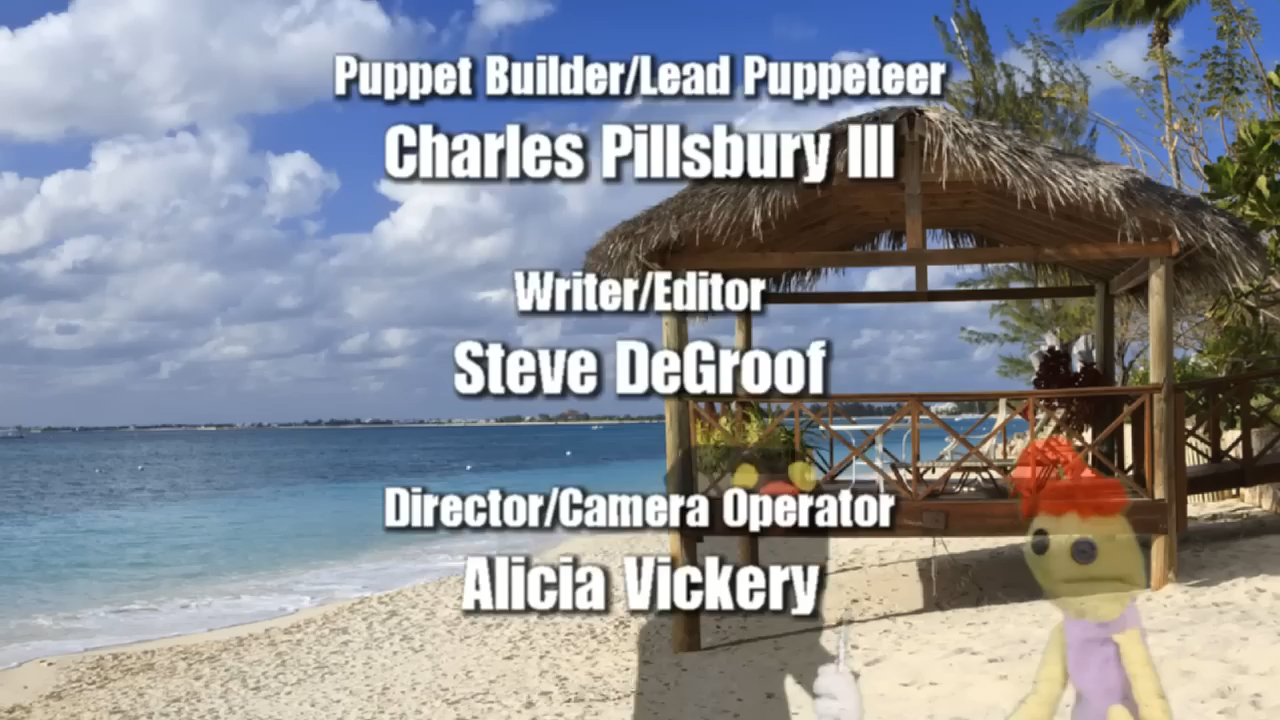 Puppet Builder/Lead Puppeteer
Charles Pillsbury III
Writer/Editor
Steve DeGroof
Director/Camera Operator
Alicia Vickery